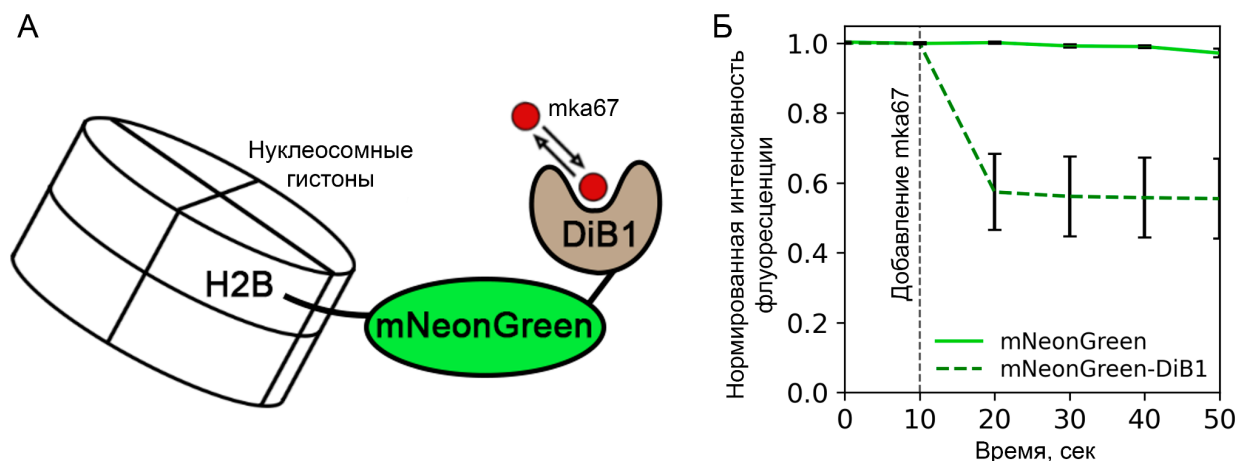 А
mka67
Нуклеосомные
гистоны
DiB1
H2B
mNeonGreen
Б
Нормированная интенсивность
флуоресценции
1.0
0.8
0.6
0.4
0.2
0.0
Добавление mka67
mNeonGreen
mNeonGreen-DiB1
0 10 20 30 40 50
Время, сек